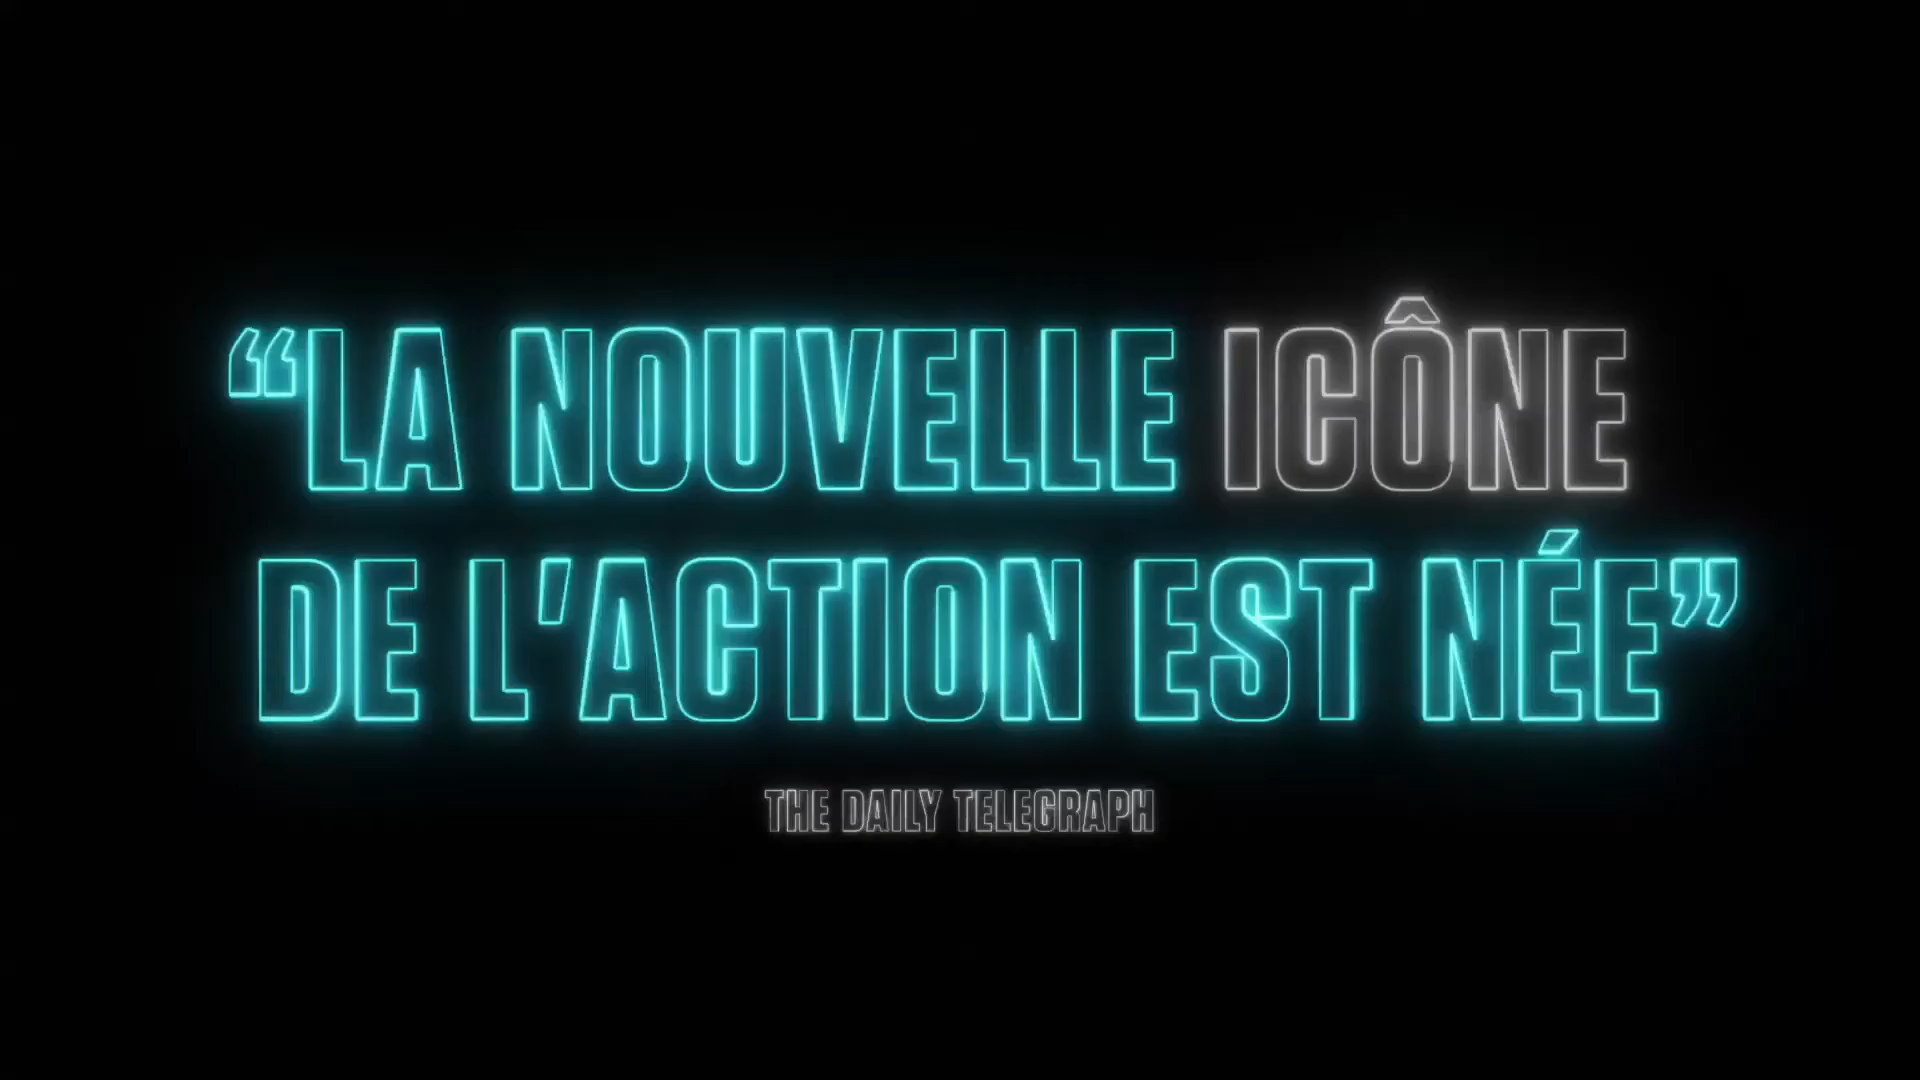 “LA NOUVELLE ICÔNE
DE L'ACTION EST NÉE”
THE DAILY TELEGRAPH